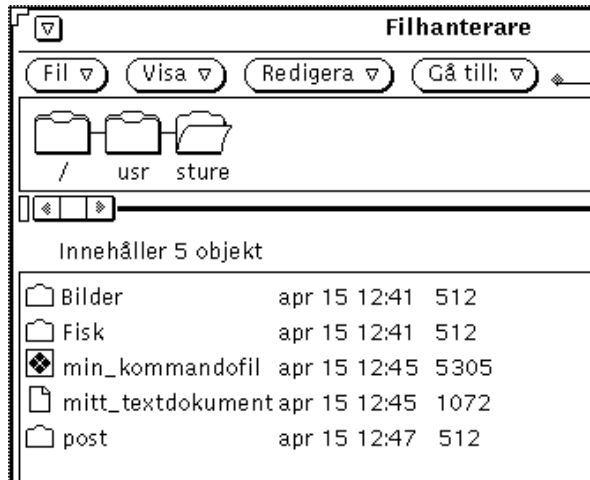 Filhanterare
Fil Visa Redigera Gå till:
/ usr sture
Innehåller 5 objekt
Bilder apr 15 12:41 512
Fisk apr 15 12:41 512
min_kommandofil apr 15 12:45 5305
mitt_textdokument apr 15 12:45 1072
post apr 15 12:47 512